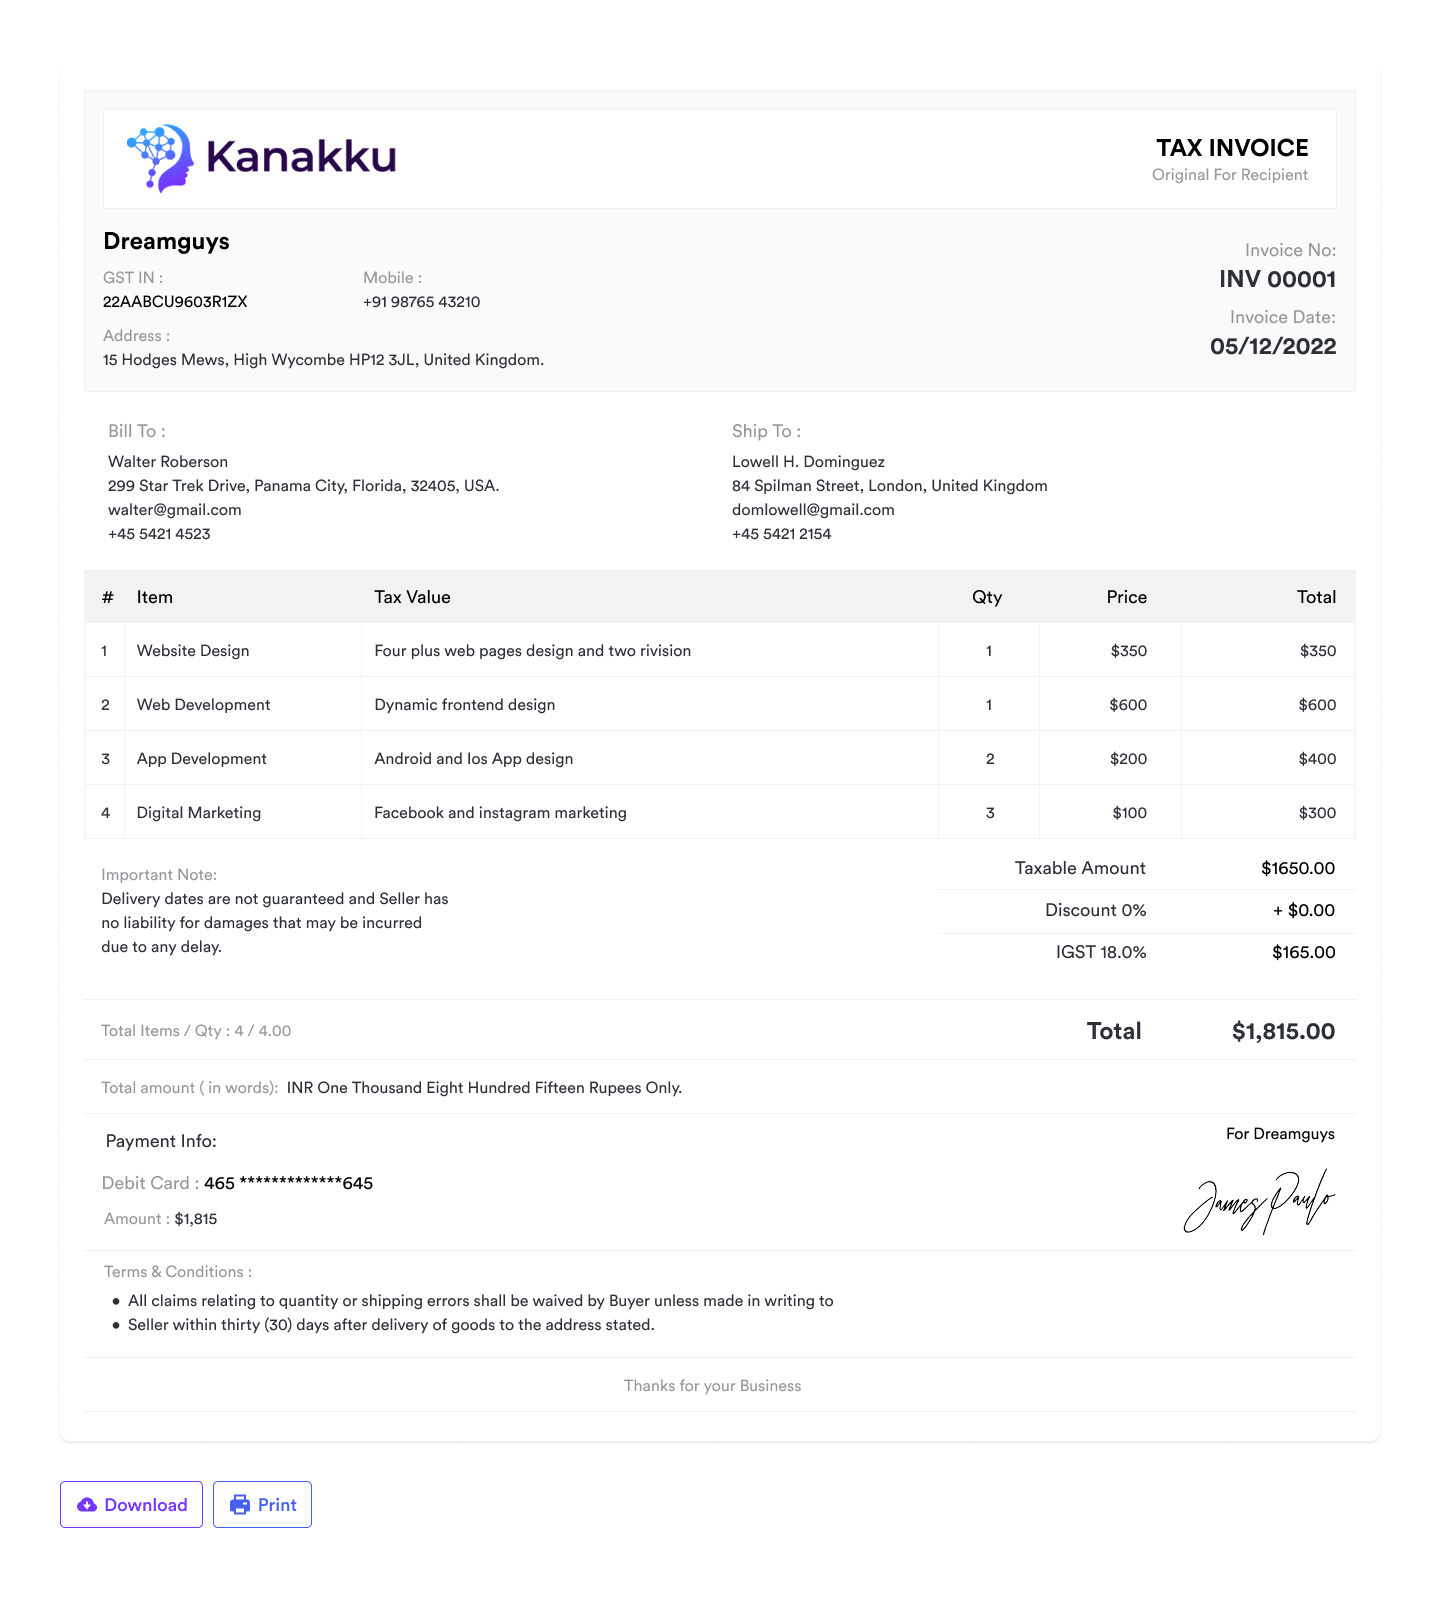 Kanakku
TAX INVOICE
Original For Recipient
Dreamguys
Invoice No:
GST IN : Mobile :
INV 00001
22AABCU9603R1ZX +91 98765 43210
Invoice Date:
Address :
05/12/2022
15 Hodges Mews, High Wycombe HP12 3JL, United Kingdom.
Bill To : Ship To :
Walter Roberson Lowell H. Dominguez
299 Star Trek Drive, Panama City, Florida, 32405, USA. 84 Spilman Street, London, United Kingdom
walter@gmail.com domlowell@gmail.com
+45 5421 4523 +45 5421 2154
# Item Tax Value Qty Price Total
1 Website Design Four plus web pages design and two rivision 1 $350 $350
2 Web Development Dynamic frontend design 1 $600 $600
3 App Development Android and Ios App design 2 $200 $400
4 Digital Marketing Facebook and instagram marketing 3 $100 $300
Taxable Amount $1650.00
Important Note:
Delivery dates are not guaranteed and Seller has
Discount 0% + $0.00
no liability for damages that may be incurred
due to any delay.
IGST 18.0% $165.00
Total Items / Qty : 4 / 4.00 Total $1,815.00
Total amount ( in words): INR One Thousand Eight Hundred Fifteen Rupees Only.
Payment Info: For Dreamguys
Debit Card : 465 *************645
James Paulo
Amount : $1,815
Terms & Conditions :
• All claims relating to quantity or shipping errors shall be waived by Buyer unless made in writing to
• Seller within thirty (30) days after delivery of goods to the address stated.
Thanks for your Business
Download Print